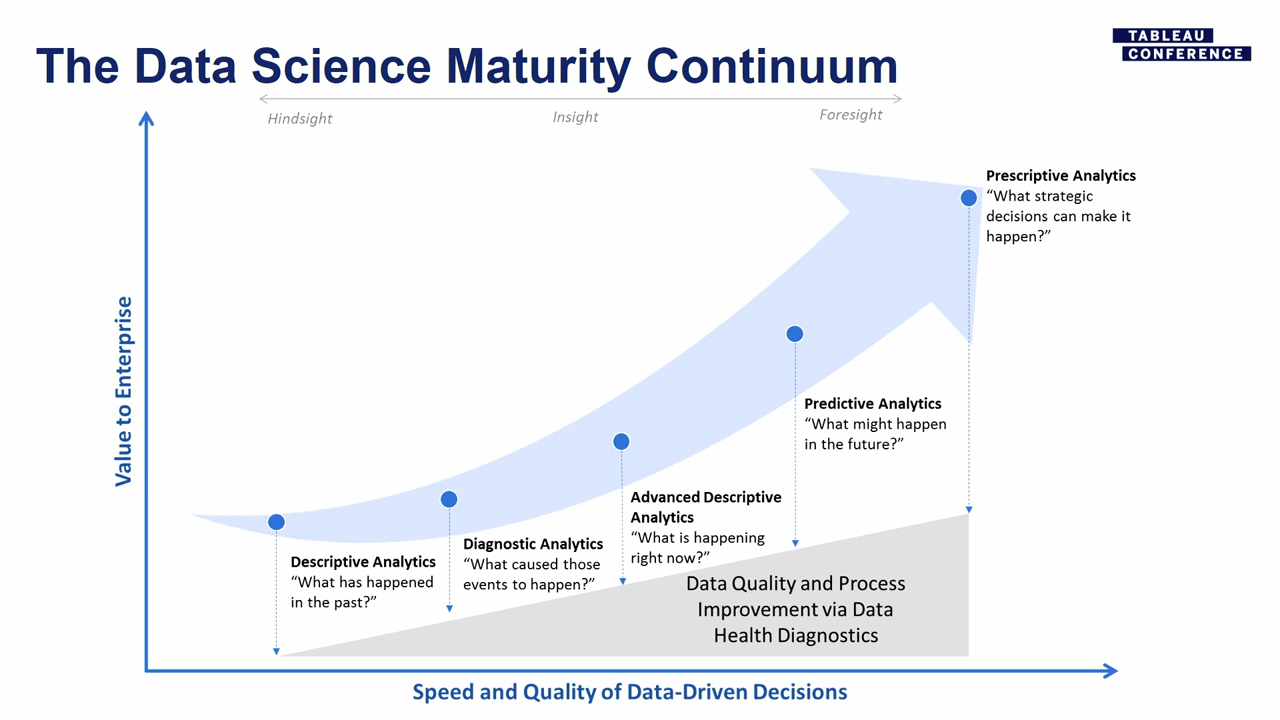 The Data Science Maturity Continuum
TABLEAU
CONFERENCE
Hindsight
Insight
Foresight
Value to Enterprise
Prescriptive Analytics
“What strategic
decisions can make it
happen?”
Predictive Analytics
“What might happen
in the future?”
Advanced Descriptive
Analytics
“What is happening
right now?”
Diagnostic Analytics
“What caused those
events to happen?”
Descriptive Analytics
“What has happened
in the past?”
Data Quality and Process
Improvement via Data
Health Diagnostics
Speed and Quality of Data-Driven Decisions